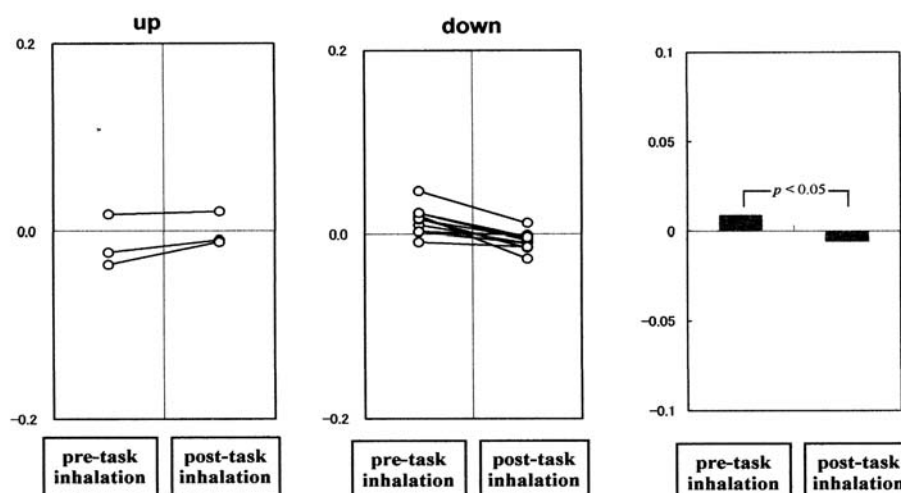 up
down
0.2
0.0
−0.2
pre-task
inhalation
post-task
inhalation
0.2
0.0
−0.2
pre-task
inhalation
post-task
inhalation
0.1
0.05
p < 0.05
0
−0.05
−0.1
pre-task
inhalation
post-task
inhalation